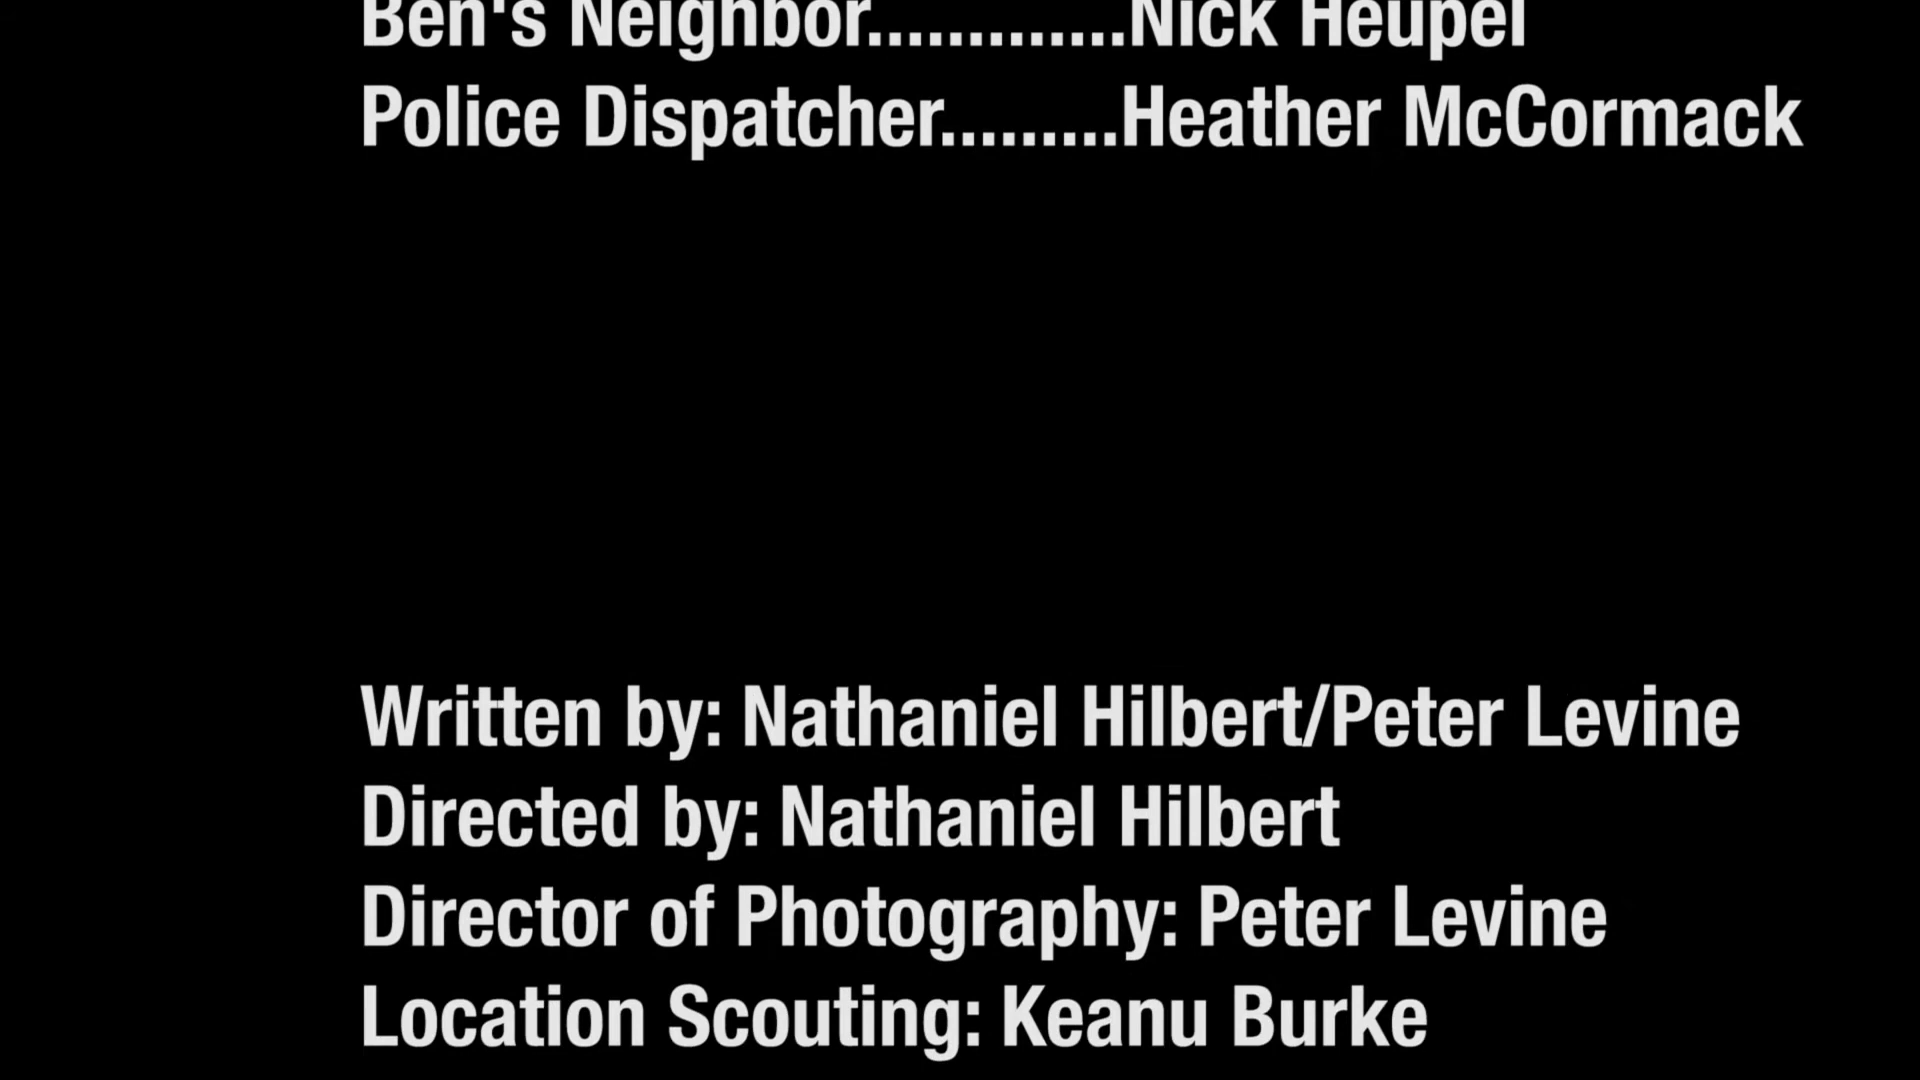 Ben's Neighbor.............Nick Heupel
Police Dispatcher.........Heather McCormack
Written by: Nathaniel Hilbert/Peter Levine
Directed by: Nathaniel Hilbert
Director of Photography: Peter Levine
Location Scouting: Keanu Burke